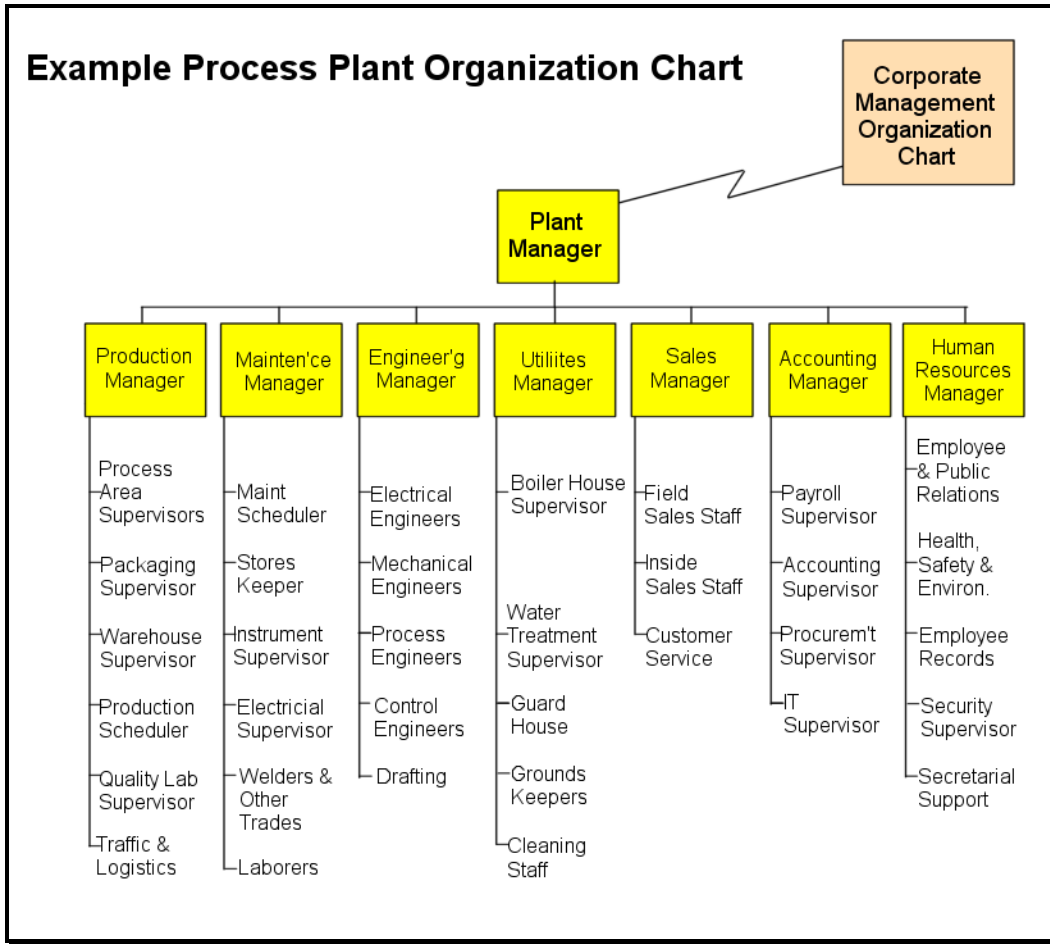 Example Process Plant Organization Chart
Corporate
Management
Organization
Chart
Plant
Manager
Production
Manager
Mainten'ce
Manager
Engineer'g
Manager
Utiliites
Manager
Sales
Manager
Accounting
Manager
Human
Resources
Manager
Process
Area
Supervisors
Packaging
Supervisor
Warehouse
Supervisor
Production
Scheduler
Quality Lab
Supervisor
Traffic &
Logistics
Maint
Scheduler
Stores
Keeper
Instrument
Supervisor
Electricial
Supervisor
Welders &
Other
Trades
Laborers
Electrical
Engineers
Mechanical
Engineers
Process
Engineers
Control
Engineers
Drafting
Boiler House
Supervisor
Water
Treatment
Supervisor
Guard
House
Grounds
Keepers
Cleaning
Staff
Field
Sales Staff
Inside
Sales Staff
Customer
Service
Payroll
Supervisor
Accounting
Supervisor
Procurem't
Supervisor
IT
Supervisor
Employee
& Public
Relations
Health,
Safety &
Environ.
Employee
Records
Security
Supervisor
Secretarial
Support